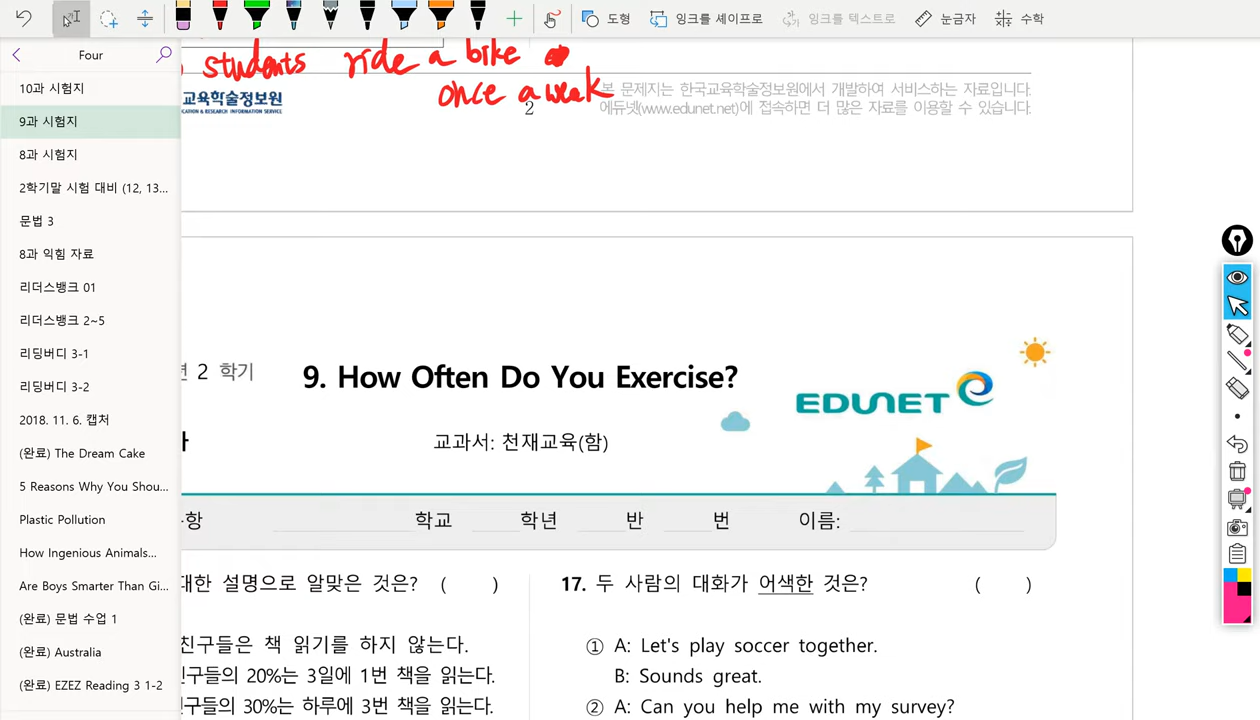 도형 잉크를 셰이프로 잉크를 텍스트로 눈금자 수학
Four
10과 시험지
9과 시험지
8과 시험지
2학기말 시험 대비 (12, 13...
문법 3
8과 익힘 자료
리더스뱅크 01
리더스뱅크 2~5
리딩버디 3-1
리딩버디 3-2
2018. 11. 6. 캡처
(완료) The Dream Cake
5 Reasons Why You Shou...
Plastic Pollution
How Ingenious Animals...
Are Boys Smarter Than Gi...
(완료) 문법 수업 1
(완료) Australia
(완료) EZEZ Reading 3 1-2
students ride a bike
once a weak
교육학술정보원
CATION & RESEARCH INFORMATION SERVICE
2
본 문제지는 한국교육학술정보원에서 개발하여 서비스하는 자료입니다.
에듀넷(www.edunet.net)에 접속하면 더 많은 자료를 이용할 수 있습니다.
2 학기
9. How Often Do You Exercise?
EDUNET e
교과서: 천재교육(함)
항 학교 학년 반 번 이름:
대한 설명으로 알맞은 것은? ( )
친구들은 책 읽기를 하지 않는다.
구들의 20%는 3일에 1번 책을 읽는다.
구들의 30%는 하루에 3번 책을 읽는다.
17. 두 사람의 대화가 어색한 것은? ( )
① A: Let's play soccer together.
B: Sounds great.
② A: Can you help me with my survey?